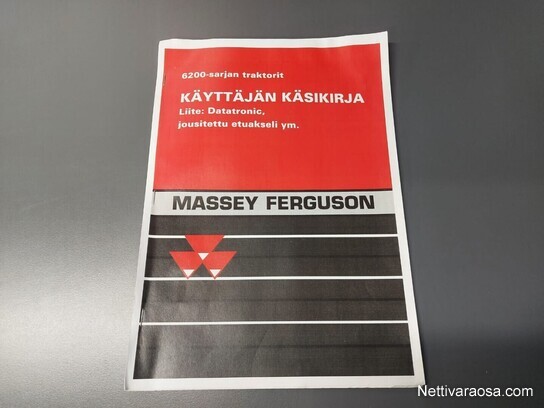 6200-sarjan traktorit
KÄYTTÄJÄN KÄSIKIRJA
Liite: Datatronic,
jousitettu etuakseli ym.
MASSEY FERGUSON
Nettivaraosa.com